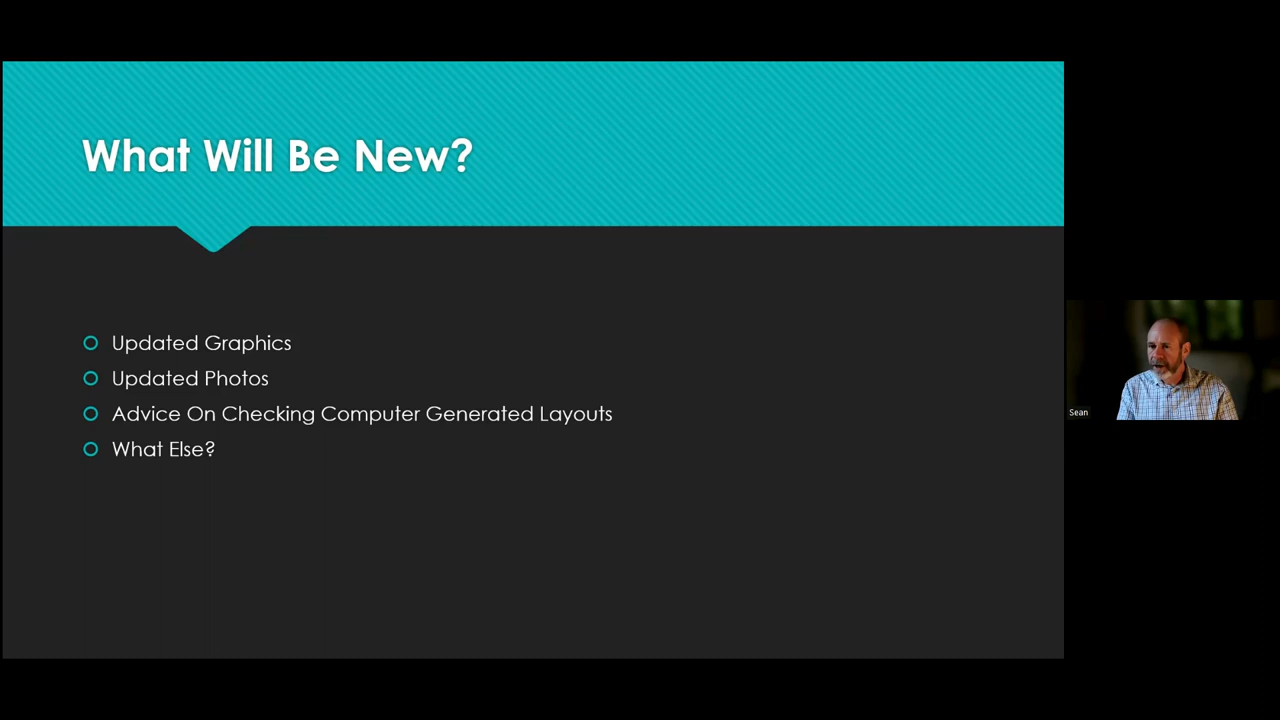 What Will Be New?
Updated Graphics
Updated Photos
Advice On Checking Computer Generated Layouts
What Else?
Sean